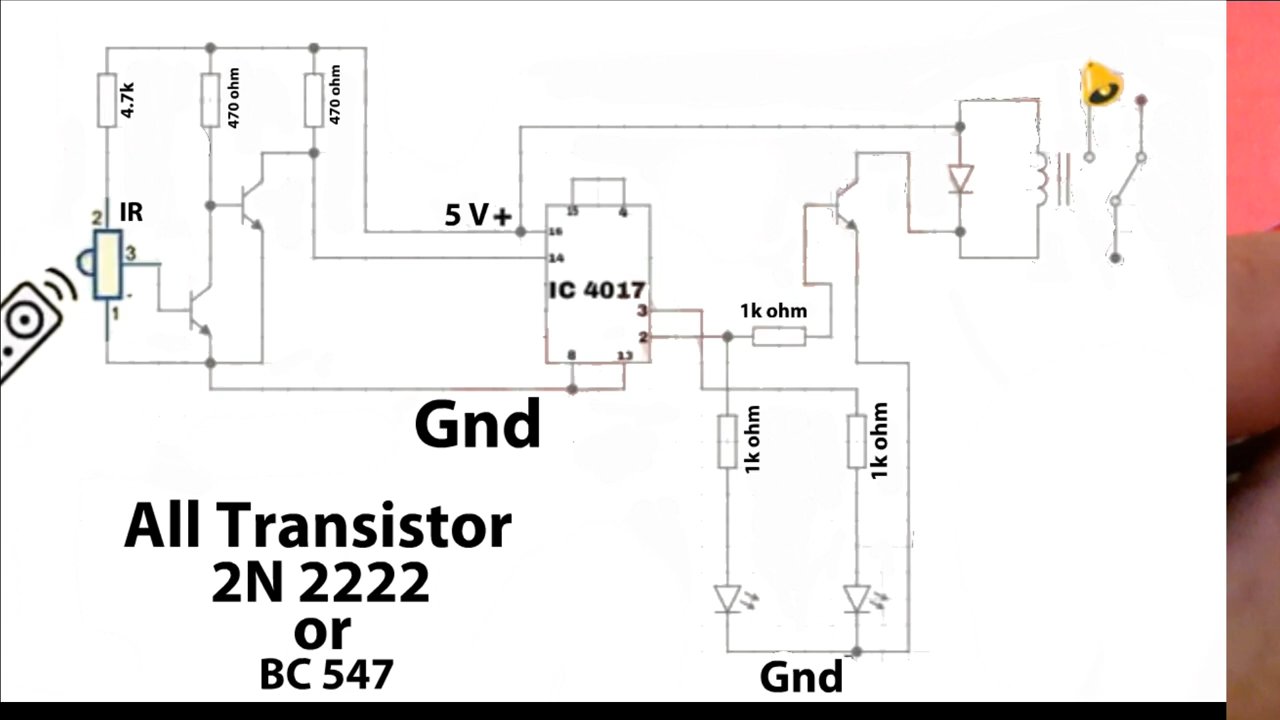 4.7k
470 ohm
470 ohm
IR
2
3
1
5 V+
15
4
16
14
IC 4017
3
2
8
13
1k ohm
1k ohm
1k ohm
Gnd
Gnd
All Transistor
2N 2222
or
BC 547